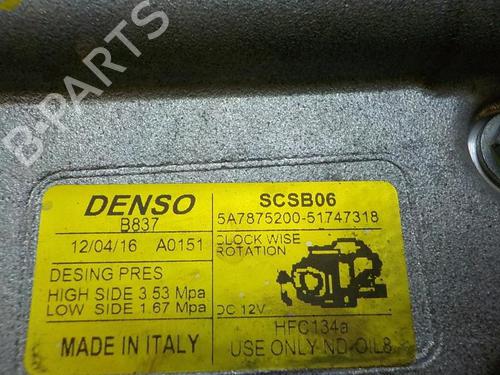 B-PARTS
DENSO
B837
12/04/16 A0151
DESING PRES
HIGH SIDE 3.53 Mpa
LOW SIDE 1.67 Mpa
MADE IN ITALY
SCSB06
5A7875200-51747318
CLOCK WISE
ROTATION
DC 12V
HFC134a
USE ONLY ND-OIL8